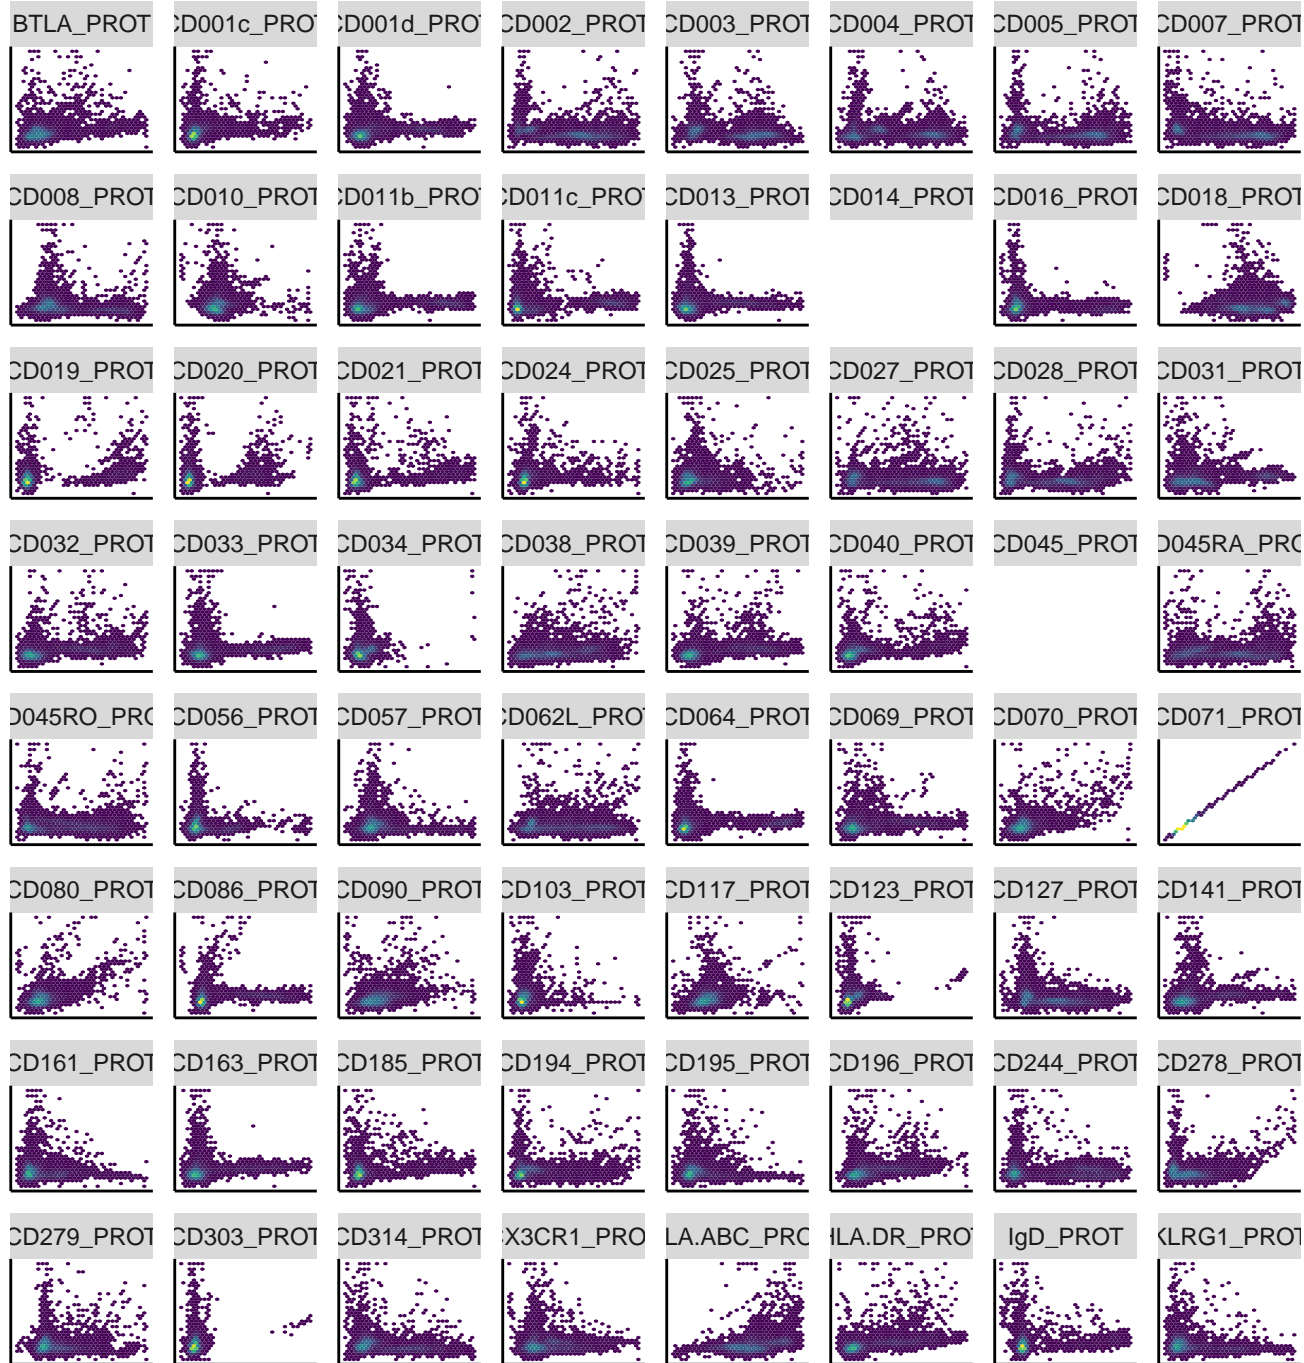 BTLA_PROT CD001c_PROT CD001d_PROT CD002_PROT CD003_PROT CD004_PROT CD005_PROT CD007_PROT
CD008_PROT CD010_PROT CD011b_PROT CD011c_PROT CD013_PROT CD014_PROT CD016_PROT CD018_PROT
CD019_PROT CD020_PROT CD021_PROT CD024_PROT CD025_PROT CD027_PROT CD028_PROT CD031_PROT
CD032_PROT CD033_PROT CD034_PROT CD038_PROT CD039_PROT CD040_PROT CD045_PROT D045RA_PRO
D045RO_PRO CD056_PROT CD057_PROT CD062L_PROT CD064_PROT CD069_PROT CD070_PROT CD071_PROT
CD080_PROT CD086_PROT CD090_PROT CD103_PROT CD117_PROT CD123_PROT CD127_PROT CD141_PROT
CD161_PROT CD163_PROT CD185_PROT CD194_PROT CD195_PROT CD196_PROT CD244_PROT CD278_PROT
CD279_PROT CD303_PROT CD314_PROT CX3CR1_PRO LA.ABC_PRO HLA.DR_PROT IgD_PROT KLRG1_PROT